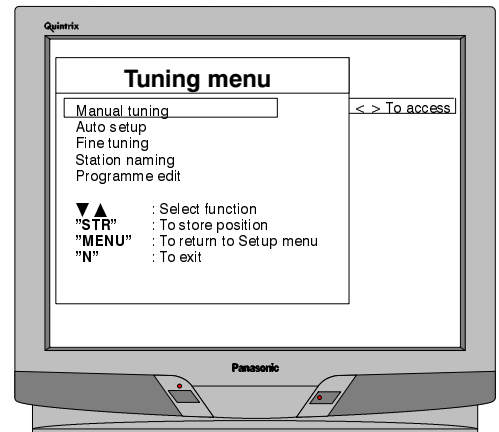 Quintrix
Tuning menu
Manual tuning
< > To access
Auto setup
Fine tuning
Station naming
Programme edit
▼ ▲ : Select function
”STR” : To store position
”MENU” : To return to Setup menu
”N” : To exit
Panasonic